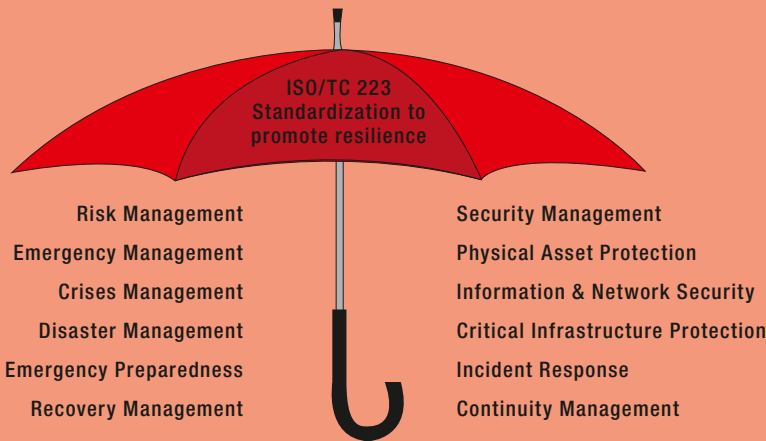 ISO/TC 223
Standardization to
promote resilience
Risk Management
Emergency Management
Crises Management
Disaster Management
Emergency Preparedness
Recovery Management
Security Management
Physical Asset Protection
Information & Network Security
Critical Infrastructure Protection
Incident Response
Continuity Management